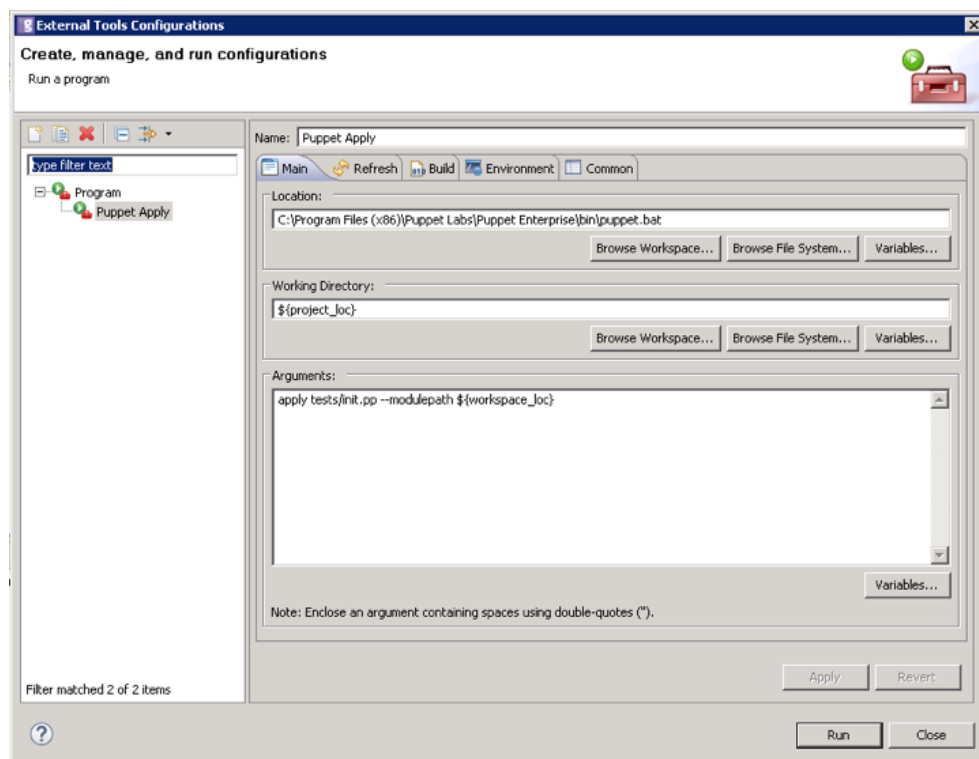 External Tools Configurations
Create, manage, and run configurations
Run a program
type filter text
Program
Puppet Apply
Filter matched 2 of 2 items
Name: Puppet Apply
Main Refresh Build Environment Common
Location:
C:\Program Files (x86)\Puppet Labs\Puppet Enterprise\bin\puppet.bat
Browse Workspace... Browse File System... Variables...
Working Directory:
${project_loc}
Browse Workspace... Browse File System... Variables...
Arguments:
apply tests/init.pp --modulepath ${workspace_loc}
Variables...
Note: Enclose an argument containing spaces using double-quotes (").
Apply Revert
Run Close